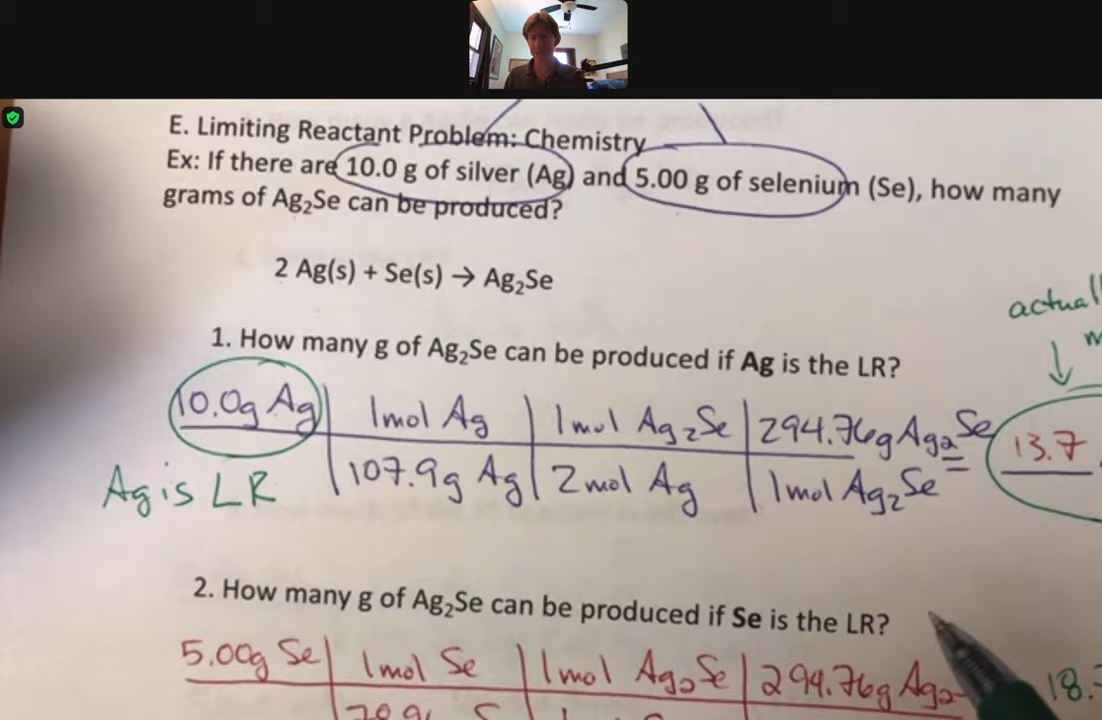 E. Limiting Reactant Problem: Chemistry
Ex: If there are 10.0 g of silver (Ag) and 5.00 g of selenium (Se), how many
grams of Ag₂Se can be produced?
2 Ag(s) + Se(s) → Ag₂Se
actual
1. How many g of Ag₂Se can be produced if Ag is the LR?
10.0g Ag | 1mol Ag | 1mol Ag₂Se | 294.76g Ag₂Se = 13.7
107.9g Ag | 2mol Ag | 1mol Ag₂Se
Ag is LR
2. How many g of Ag₂Se can be produced if Se is the LR?
5.00g Se | 1mol Se | 1mol Ag₂Se | 294.76g Ag₂ 18.